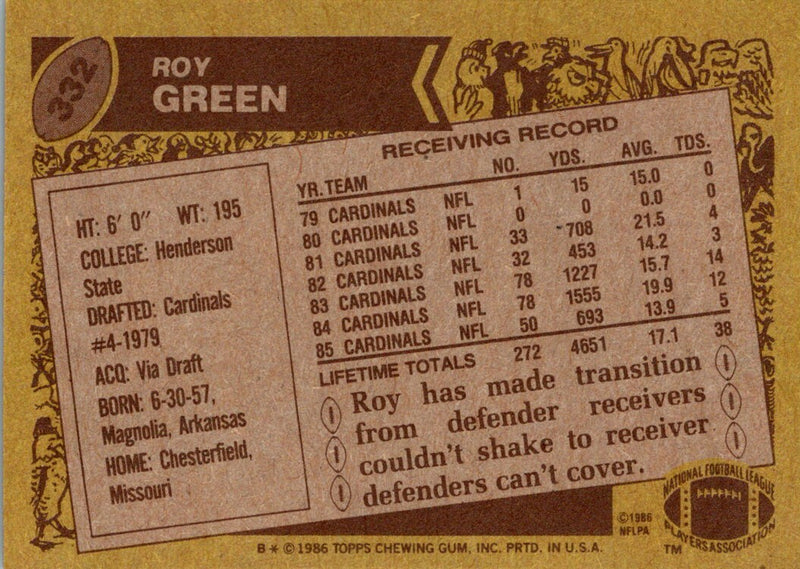 332
ROY
GREEN
HT: 6' 0" WT: 195
COLLEGE: Henderson
State
DRAFTED: Cardinals
#4-1979
ACQ: Via Draft
BORN: 6-30-57,
Magnolia, Arkansas
HOME: Chesterfield,
Missouri
RECEIVING RECORD
YR. TEAM NO. YDS. AVG. TDS.
79 CARDINALS NFL 1 15 15.0 0
80 CARDINALS NFL 0 0 0.0 0
81 CARDINALS NFL 33 708 21.5 4
82 CARDINALS NFL 32 453 14.2 3
83 CARDINALS NFL 78 1227 15.7 14
84 CARDINALS NFL 78 1555 19.9 12
85 CARDINALS NFL 50 693 13.9 5
LIFETIME TOTALS 272 4651 17.1 38
Roy has made transition
from defender receivers
couldn't shake to receiver
defenders can't cover.
B * © 1986 TOPPS CHEWING GUM, INC. PRTD. IN U.S.A.
©1986
NFLPA
NATIONAL FOOTBALL LEAGUE
PLAYERS ASSOCIATION
TM